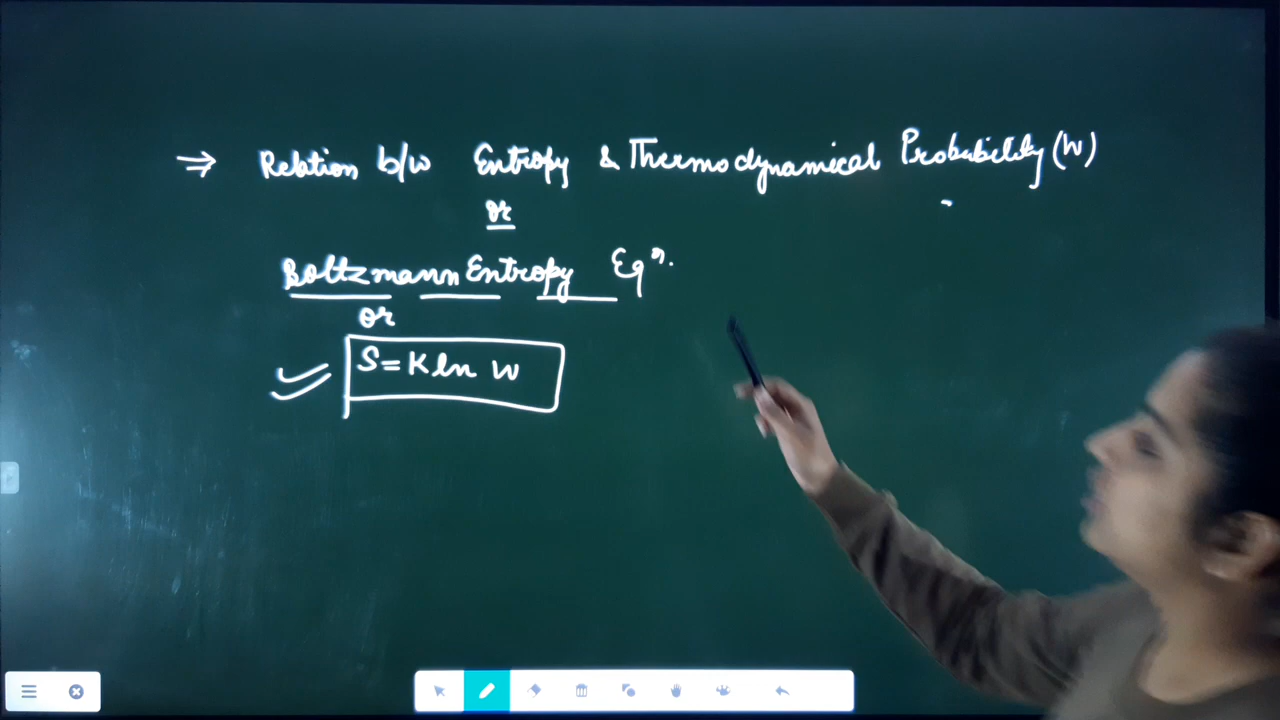 ⇒ Relation b/w Entropy & Thermodynamical Probability (W)
or
Boltzmann Entropy Eqⁿ.
or
S = K ln W